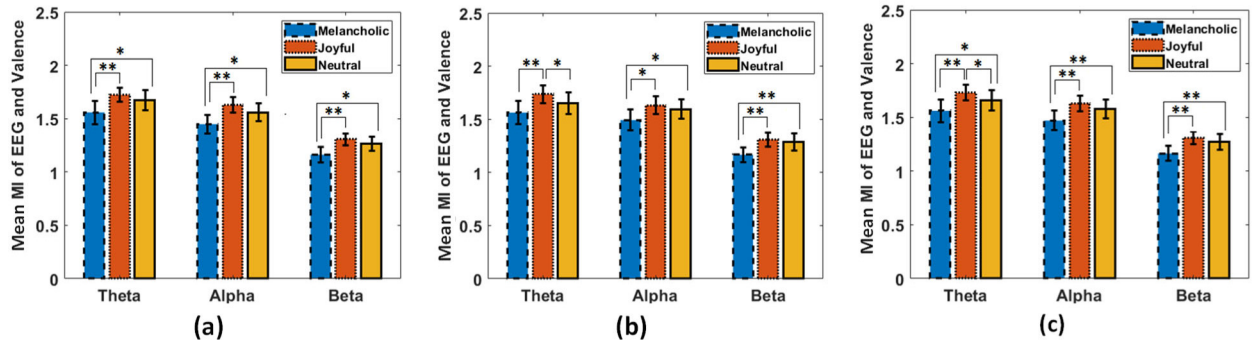 Mean MI of EEG and Valence
2.5
2
1.5
1
0.5
0
Melancholic
Joyful
Neutral
*
**
*
**
*
**
Theta Alpha Beta
(a)
Mean MI of EEG and Valence
2.5
2
1.5
1
0.5
0
Melancholic
Joyful
Neutral
** *
*
*
**
**
Theta Alpha Beta
(b)
Mean MI of EEG and Valence
2.5
2
1.5
1
0.5
0
Melancholic
Joyful
Neutral
*
** *
**
**
**
**
Theta Alpha Beta
(c)